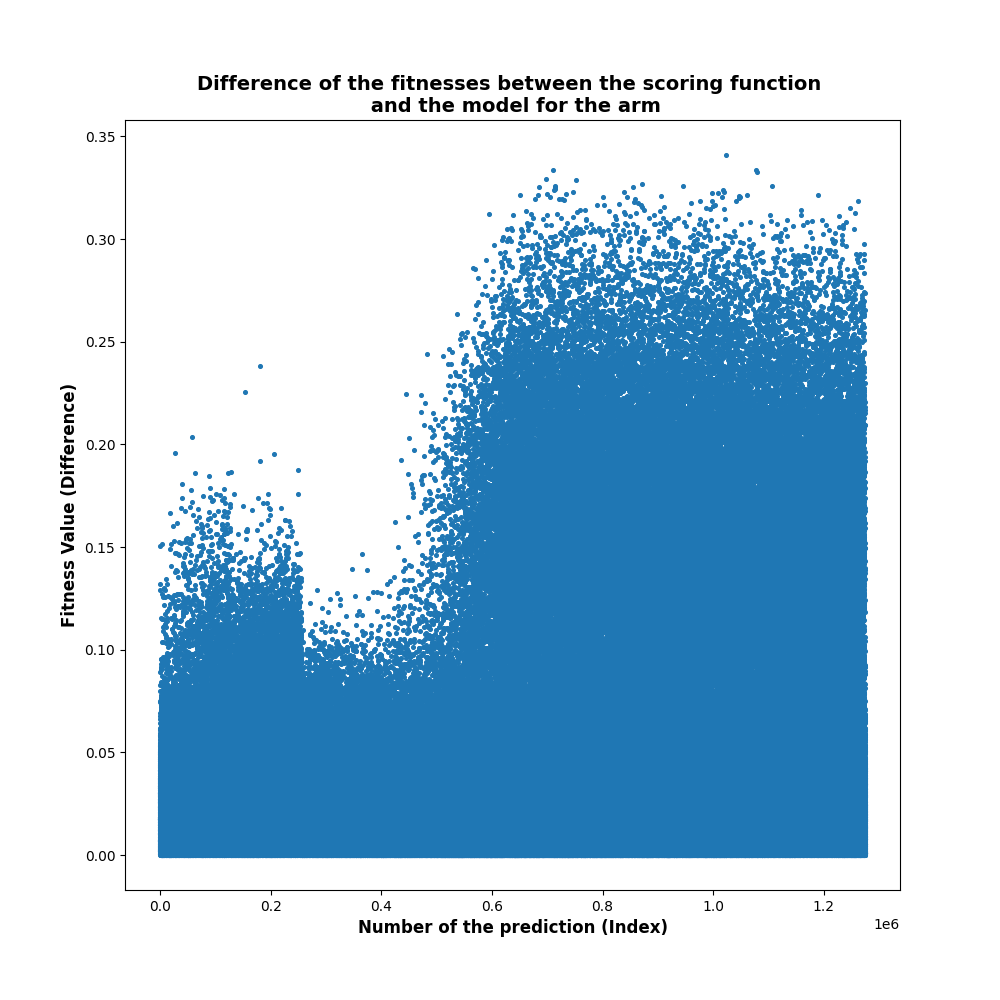 Difference of the fitnesses between the scoring function
and the model for the arm
0.35
0.30
0.25
0.20
0.15
0.10
0.05
0.00
Fitness Value (Difference)
0.0 0.2 0.4 0.6 0.8 1.0 1.2
1e6
Number of the prediction (Index)